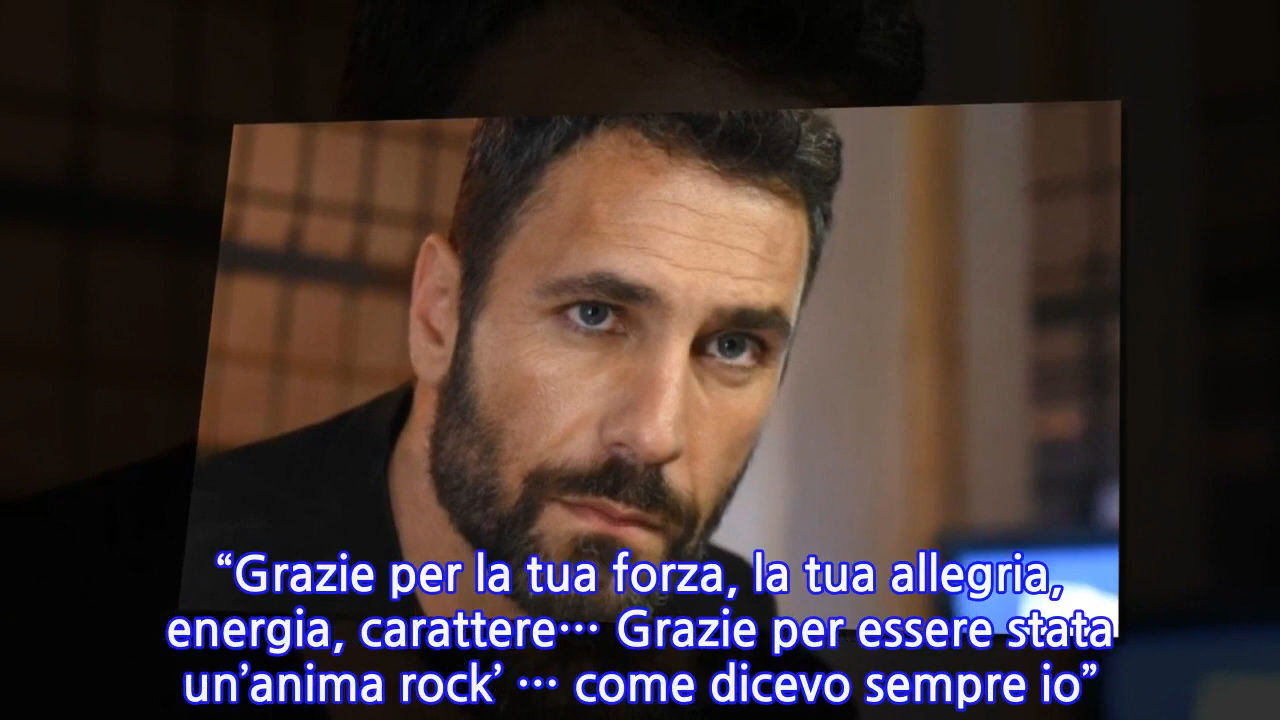 “Grazie per la tua forza, la tua allegria,
energia, carattere··· Grazie per essere stata
un’anima rock’ ··· come dicevo sempre io”